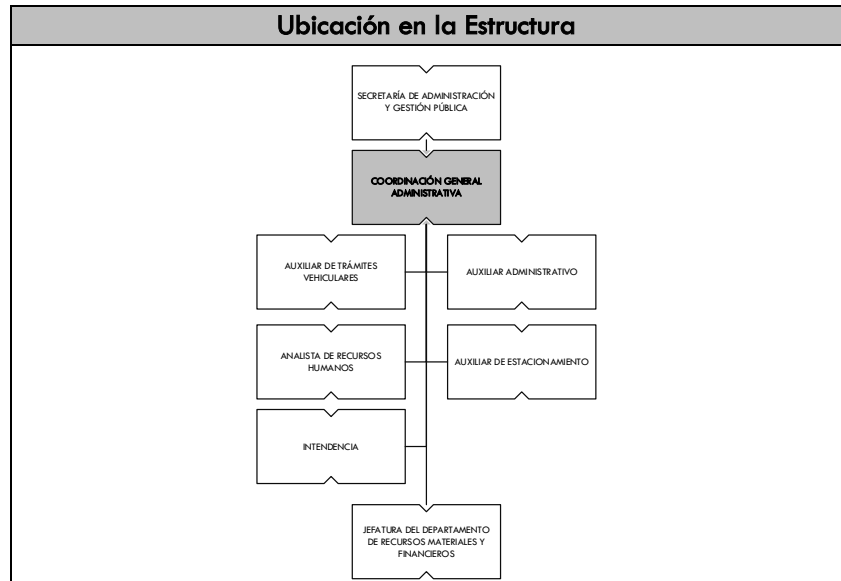 Ubicación en la Estructura
SECRETARÍA DE ADMINISTRACIÓN
Y GESTIÓN PÚBLICA
COORDINACIÓN GENERAL
ADMINISTRATIVA
AUXILIAR DE TRÁMITES
VEHICULARES
AUXILIAR ADMINISTRATIVO
ANALISTA DE RECURSOS
HUMANOS
AUXILIAR DE ESTACIONAMIENTO
INTENDENCIA
JEFATURA DEL DEPARTAMENTO
DE RECURSOS MATERIALES Y
FINANCIEROS